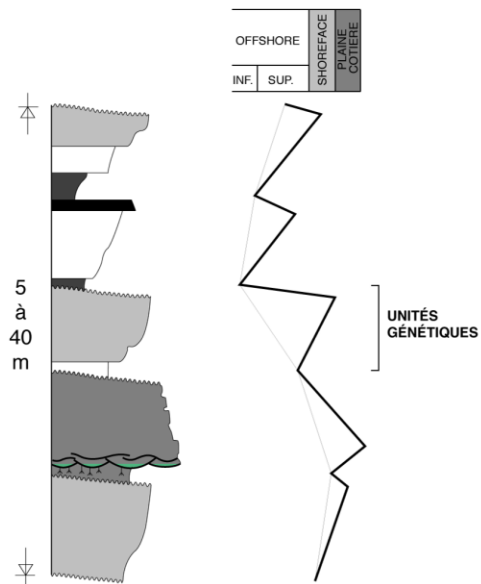 OFFSHORE
INF.
SUP.
SHOREFACE
PLAINE
COTIERE
5
à
40
m
UNITÉS
GÉNÉTIQUES